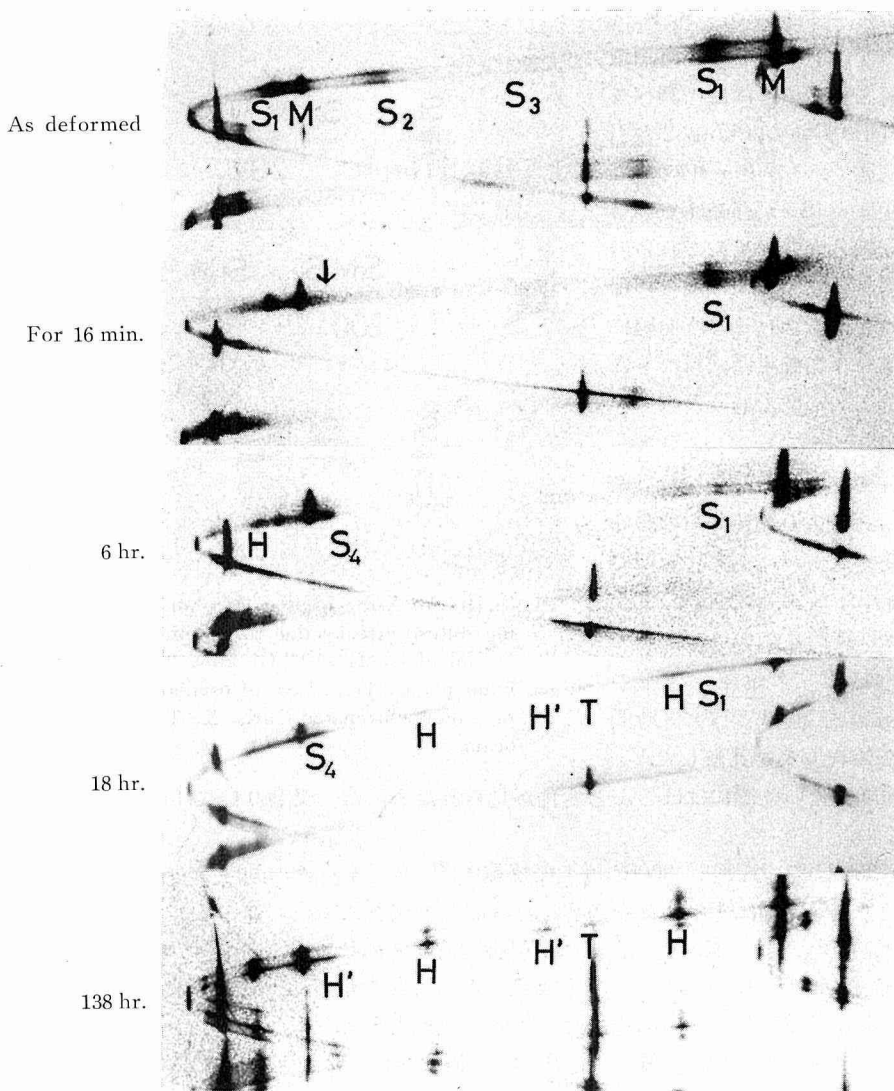 As deformed
S₁ M S₂ S₃ S₁ M
For 16 min.
↓ S₁
6 hr.
H S₄ S₁
18 hr.
S₄ H H' T H S₁
138 hr.
H' H H' T H